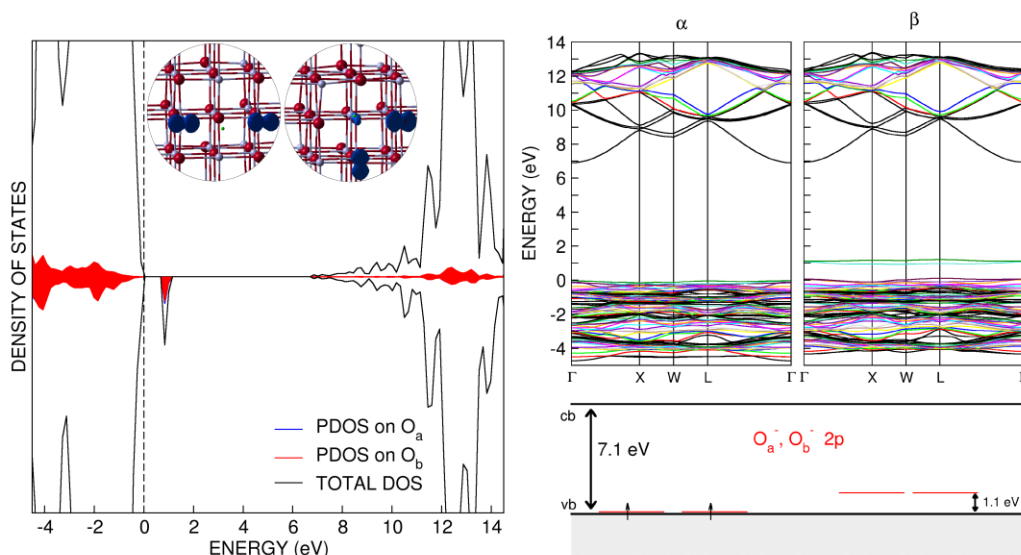 DENSITY OF STATES
PDOS on Oa
PDOS on Ob
TOTAL DOS
-4 -2 0 2 4 6 8 10 12 14
ENERGY (eV)
α β
ENERGY (eV)
14
12
10
8
6
4
2
0
-2
-4
Γ X W L Γ X W L
cb
7.1 eV
Oa-, Ob- 2p
vb
1.1 eV